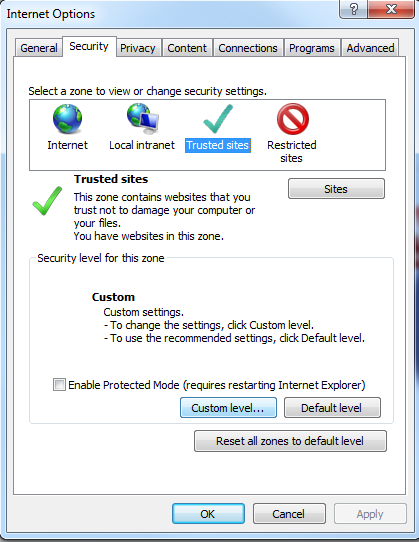 Internet Options
?
General Security Privacy Content Connections Programs Advanced
Select a zone to view or change security settings.
Internet Local intranet Trusted sites Restricted
sites
Trusted sites
Sites
This zone contains websites that you
trust not to damage your computer or
your files.
You have websites in this zone.
Security level for this zone
Custom
Custom settings.
- To change the settings, click Custom level.
- To use the recommended settings, click Default level.
Enable Protected Mode (requires restarting Internet Explorer)
Custom level... Default level
Reset all zones to default level
OK Cancel Apply